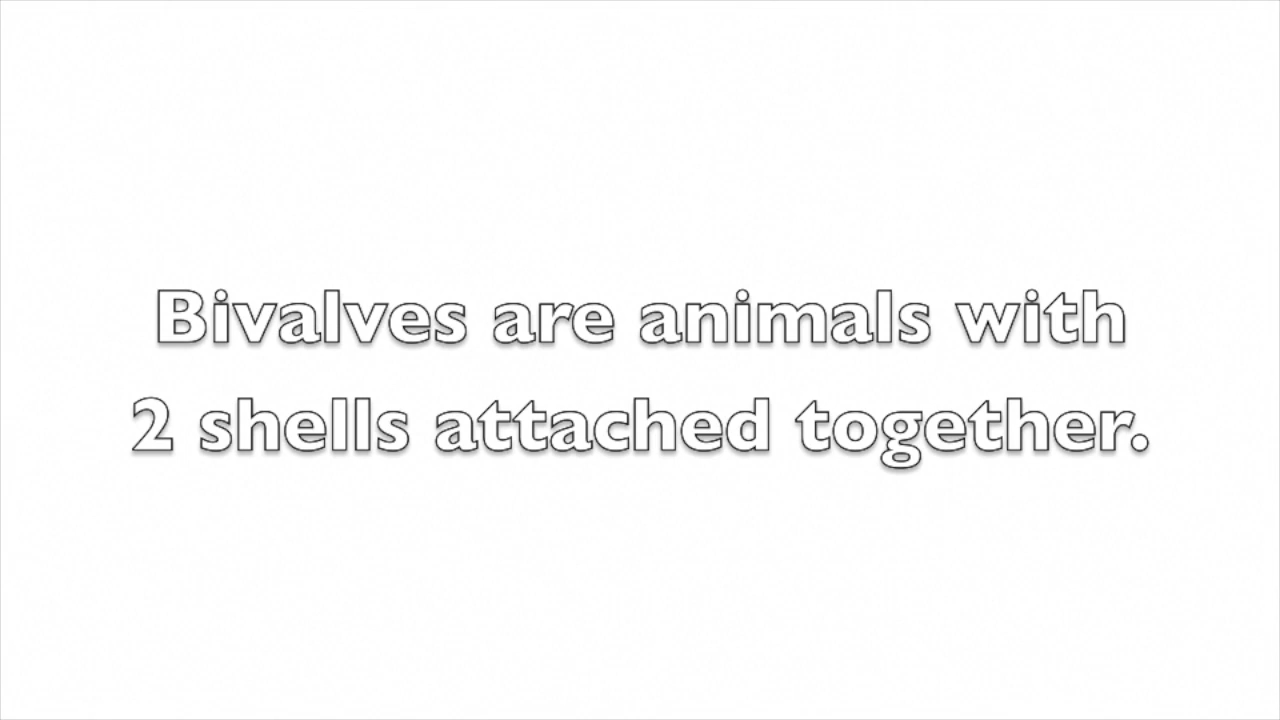 Bivalves are animals with
2 shells attached together.